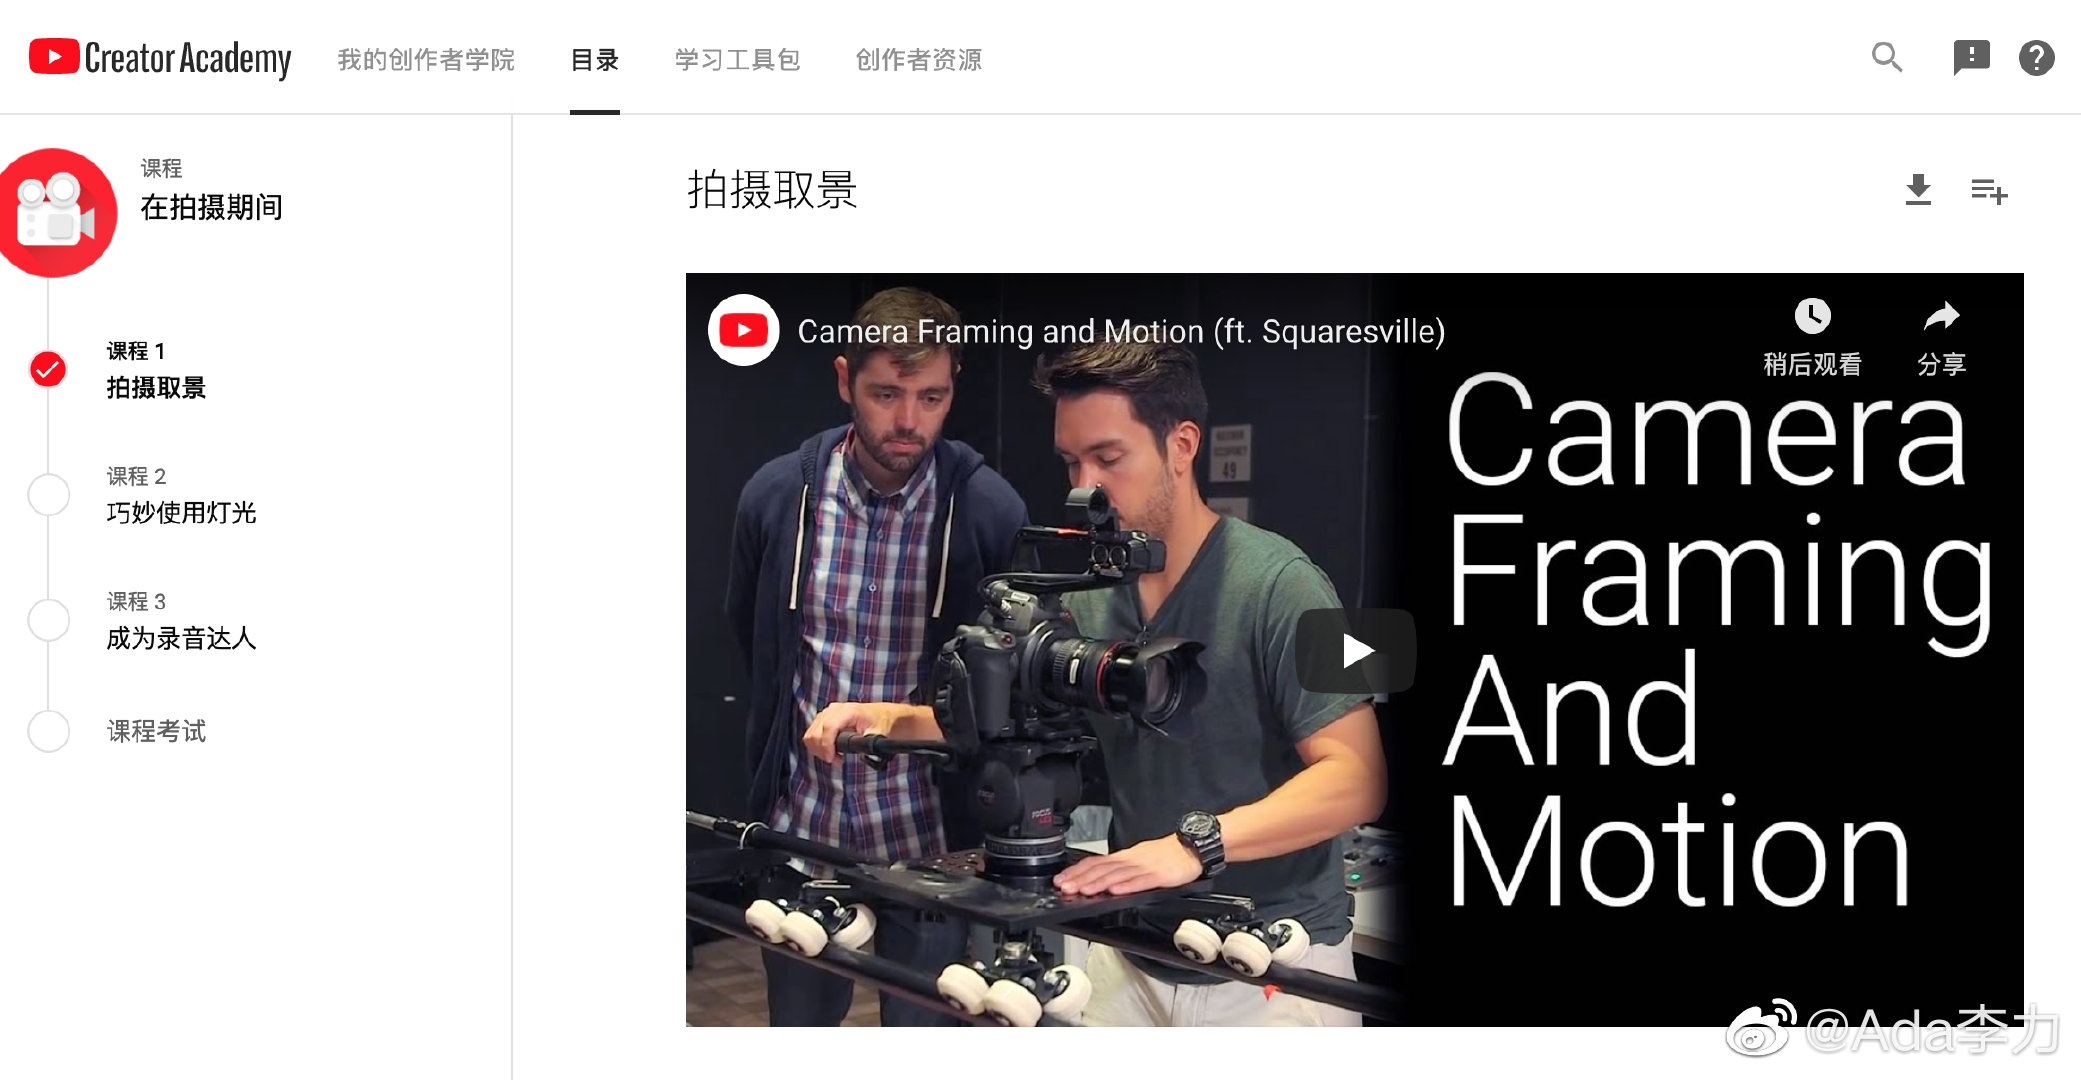 Creator Academy
我的创作者学院
目录
学习工具包
创作者资源
课程
在拍摄期间
课程 1
拍摄取景
课程 2
巧妙使用灯光
课程 3
成为录音达人
课程考试
拍摄取景
Camera Framing and Motion (ft. Squaresville)
稍后观看
分享
Camera
Framing
And
Motion
49
FOCUS
@Ada李力